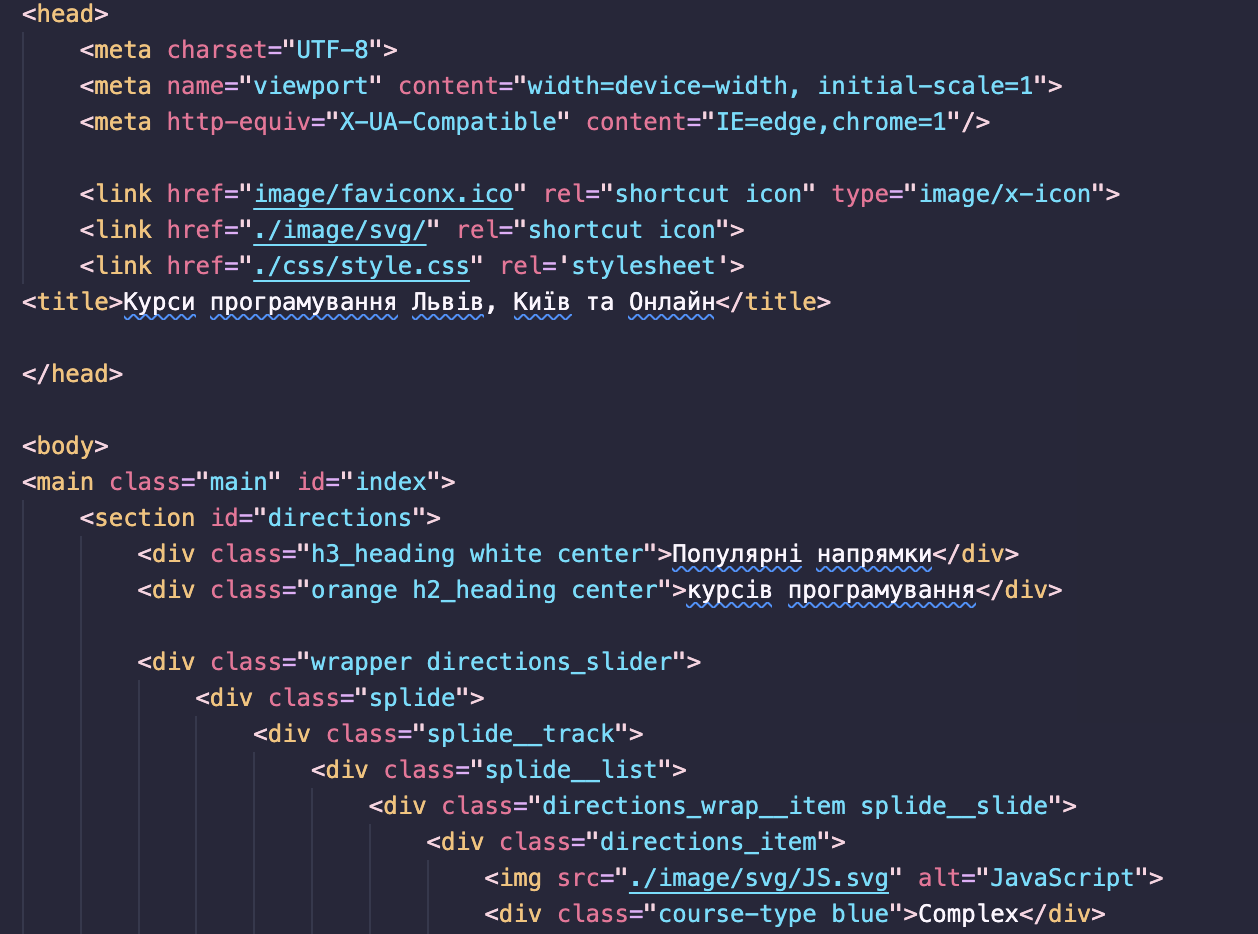 <head>
<meta charset="UTF-8">
<meta name="viewport" content="width=device-width, initial-scale=1">
<meta http-equiv="X-UA-Compatible" content="IE=edge,chrome=1"/>
<link href="image/faviconx.ico" rel="shortcut icon" type="image/x-icon">
<link href="./image/svg/" rel="shortcut icon">
<link href="./css/style.css" rel='stylesheet'>
<title>Курси програмування Львів, Київ та Онлайн</title>
</head>
<body>
<main class="main" id="index">
<section id="directions">
<div class="h3_heading white center">Популярні напрямки</div>
<div class="orange h2_heading center">курсів програмування</div>
<div class="wrapper directions_slider">
<div class="splide">
<div class="splide__track">
<div class="splide__list">
<div class="directions_wrap__item splide__slide">
<div class="directions_item">
<img src="./image/svg/JS.svg" alt="JavaScript">
<div class="course-type blue">Complex</div>